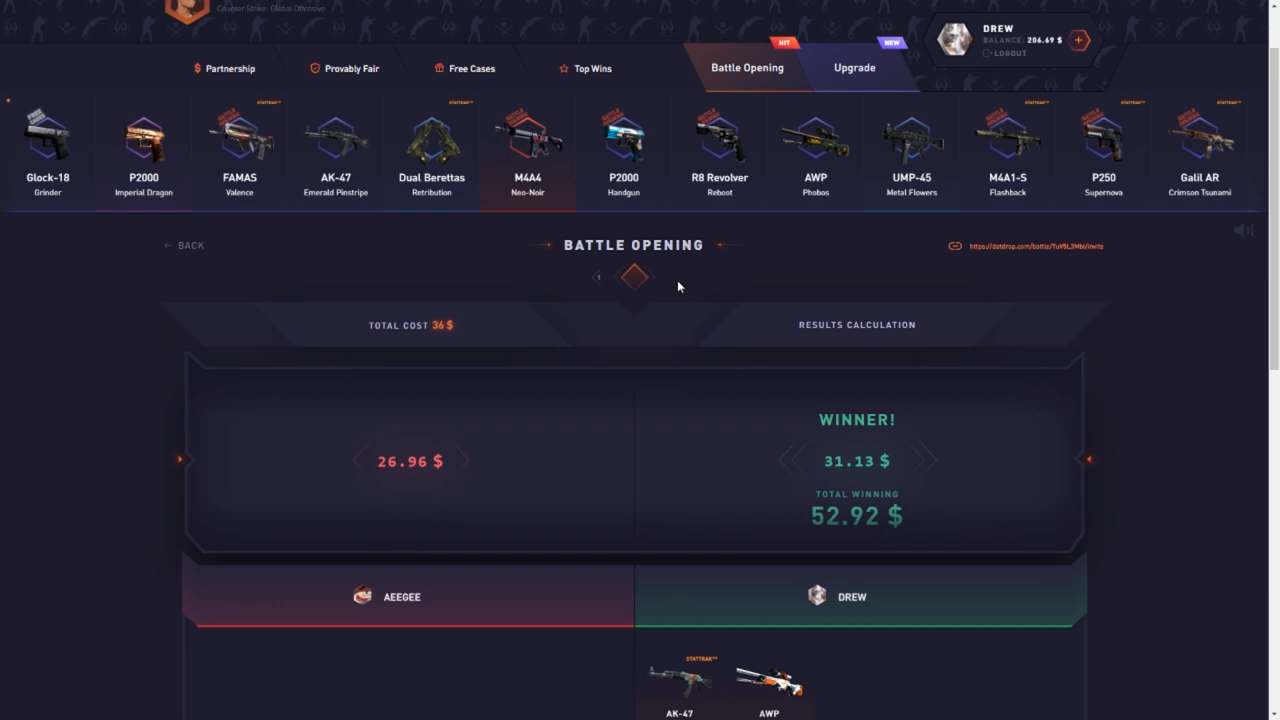 Counter Strike: Global Offensive
DREW
BALANCE: 206.69 $
LOGOUT
HIT
NEW
Partnership
Provably Fair
Free Cases
Top Wins
Battle Opening
Upgrade
STATTRAK™
STATTRAK™
STATTRAK™
STATTRAK™
STATTRAK™
Glock-18
Grinder
P2000
Imperial Dragon
FAMAS
Valence
AK-47
Emerald Pinstripe
Dual Berettas
Retribution
M4A4
Neo-Noir
P2000
Handgun
R8 Revolver
Reboot
AWP
Phobos
UMP-45
Metal Flowers
M4A1-S
Flashback
P250
Supernova
Galil AR
Crimson Tsunami
← BACK
BATTLE OPENING
https://datdrop.com/battle/TuV5L3Mbi/invite
1
TOTAL COST 36 $
RESULTS CALCULATION
26.96 $
WINNER!
31.13 $
TOTAL WINNING
52.92 $
AEEGEE
DREW
STATTRAK™
AK-47
AWP